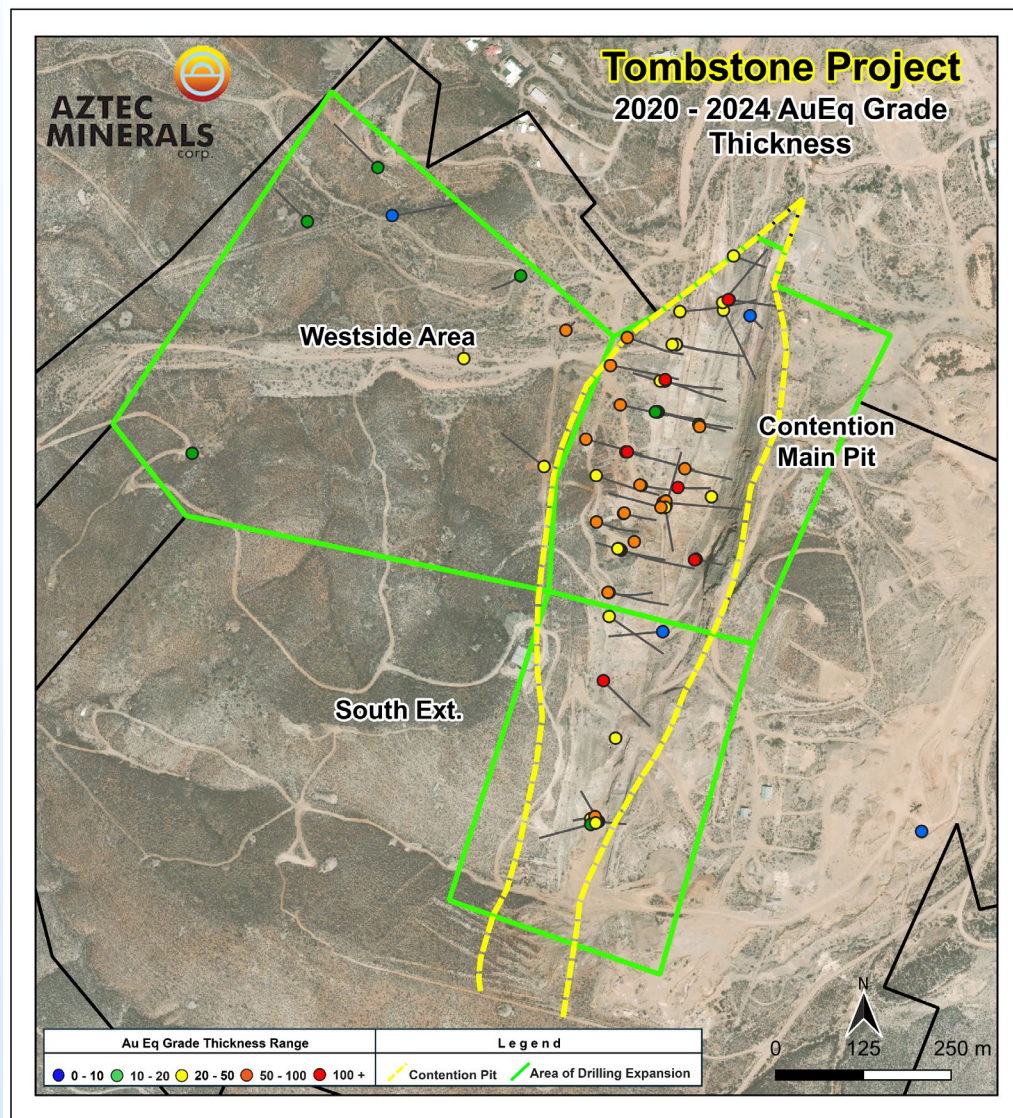 AZTEC
MINERALS
corp.
Tombstone Project
2020 - 2024 AuEq Grade
Thickness
Westside Area
Contention
Main Pit
South Ext.
N
0 125 250 m
Au Eq Grade Thickness Range
0 - 10 10 - 20 20 - 50 50 - 100 100 +
Legend
Contention Pit Area of Drilling Expansion